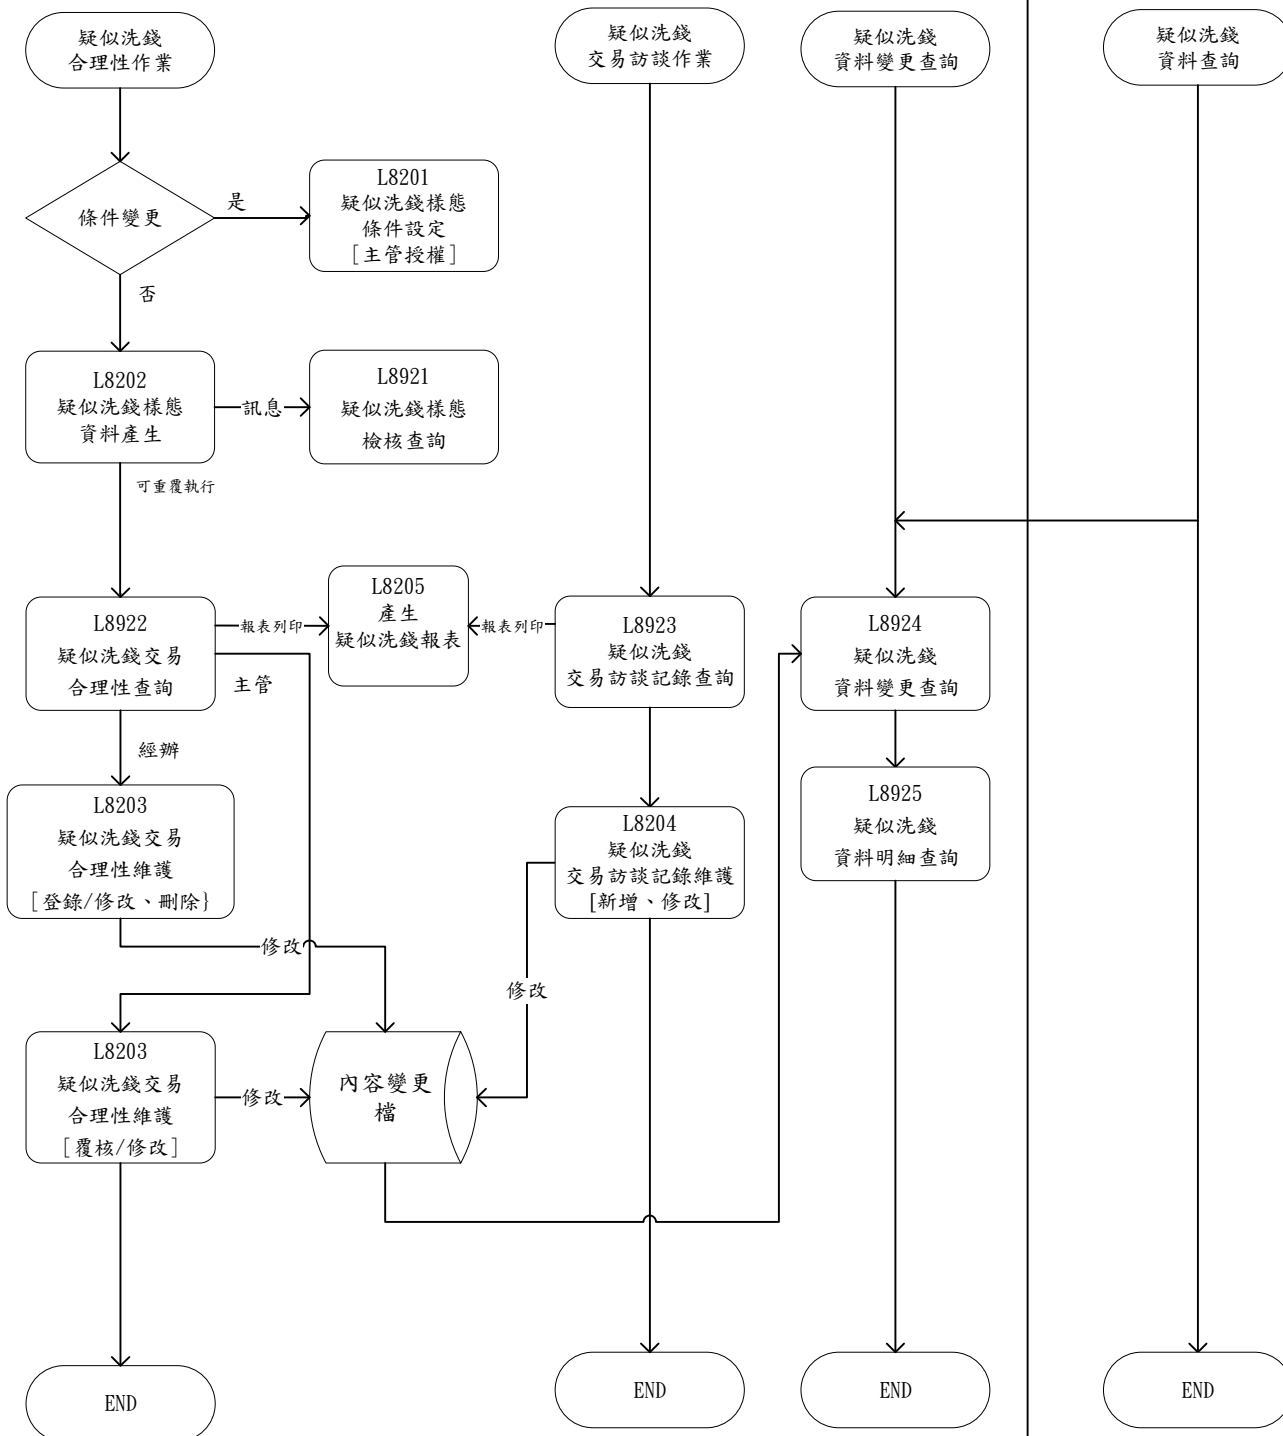 疑似洗錢
合理性作業
疑似洗錢
交易訪談作業
疑似洗錢
資料變更查詢
疑似洗錢
資料查詢
條件變更
是
L8201
疑似洗錢樣態
條件設定
[主管授權]
否
L8202
疑似洗錢樣態
資料產生
訊息
L8921
疑似洗錢樣態
檢核查詢
可重覆執行
L8922
疑似洗錢交易
合理性查詢
報表列印
L8205
產生
疑似洗錢報表
報表列印
L8923
疑似洗錢
交易訪談記錄查詢
L8924
疑似洗錢
資料變更查詢
主管
經辦
L8203
疑似洗錢交易
合理性維護
[登錄/修改、刪除}
L8204
疑似洗錢
交易訪談記錄維護
[新增、修改]
L8925
疑似洗錢
資料明細查詢
修改
修改
L8203
疑似洗錢交易
合理性維護
[覆核/修改]
修改
內容變更
檔
END
END
END
END